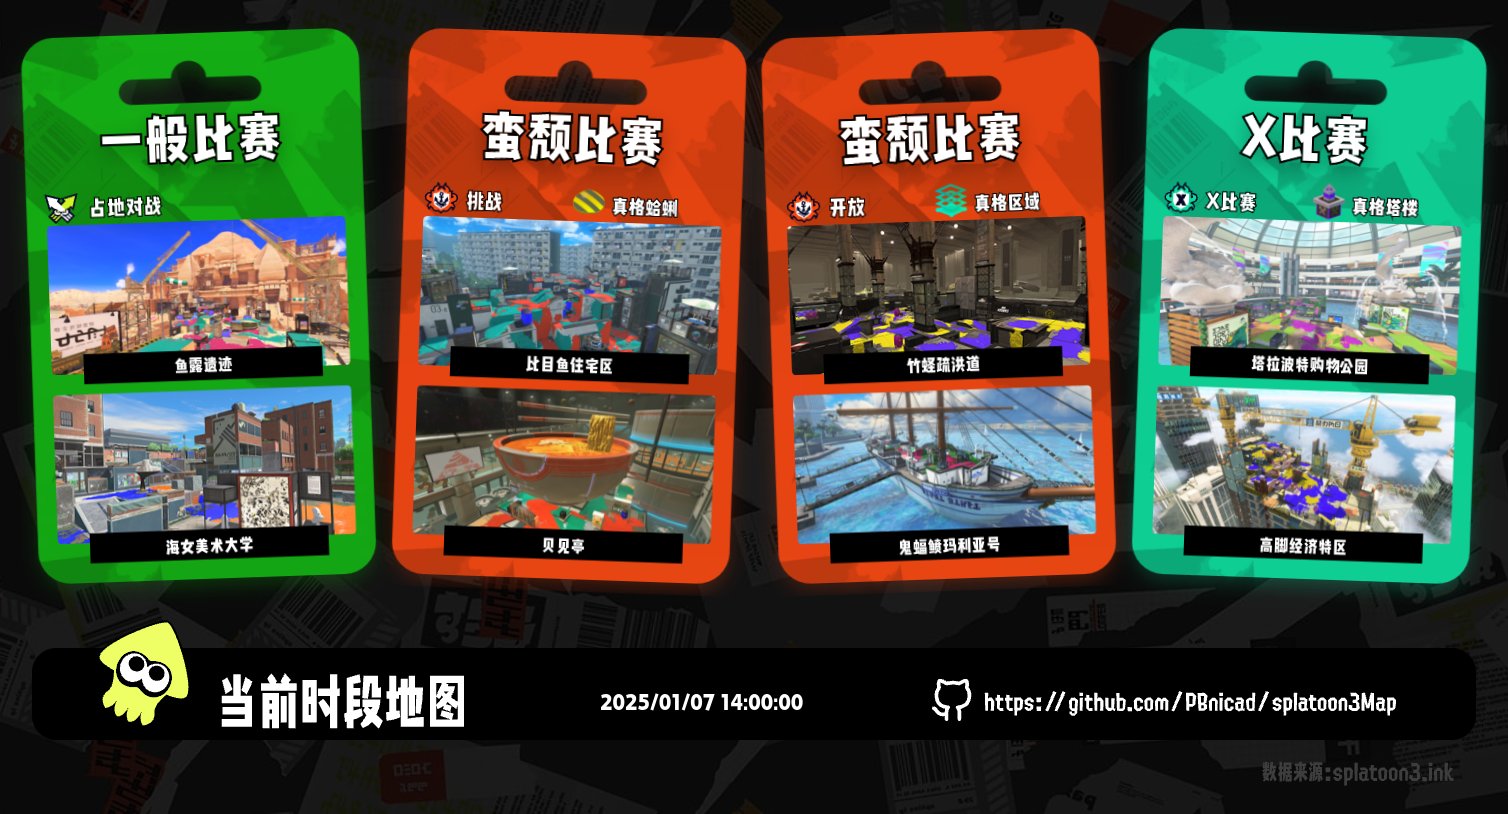 一般比赛
占地对战
鱼露遗迹
海女美术大学
蛮颓比赛
挑战
真格蛤蜊
比目鱼住宅区
贝见亭
蛮颓比赛
开放
真格区域
竹蛏疏洪道
鬼蝠鲼玛利亚号
X比赛
X比赛
真格塔楼
塔拉波特购物公园
高脚经济特区
当前时段地图
2025/01/07 14:00:00
https://github.com/PBnicad/splatoon3Map
数据来源:splatoon3.ink